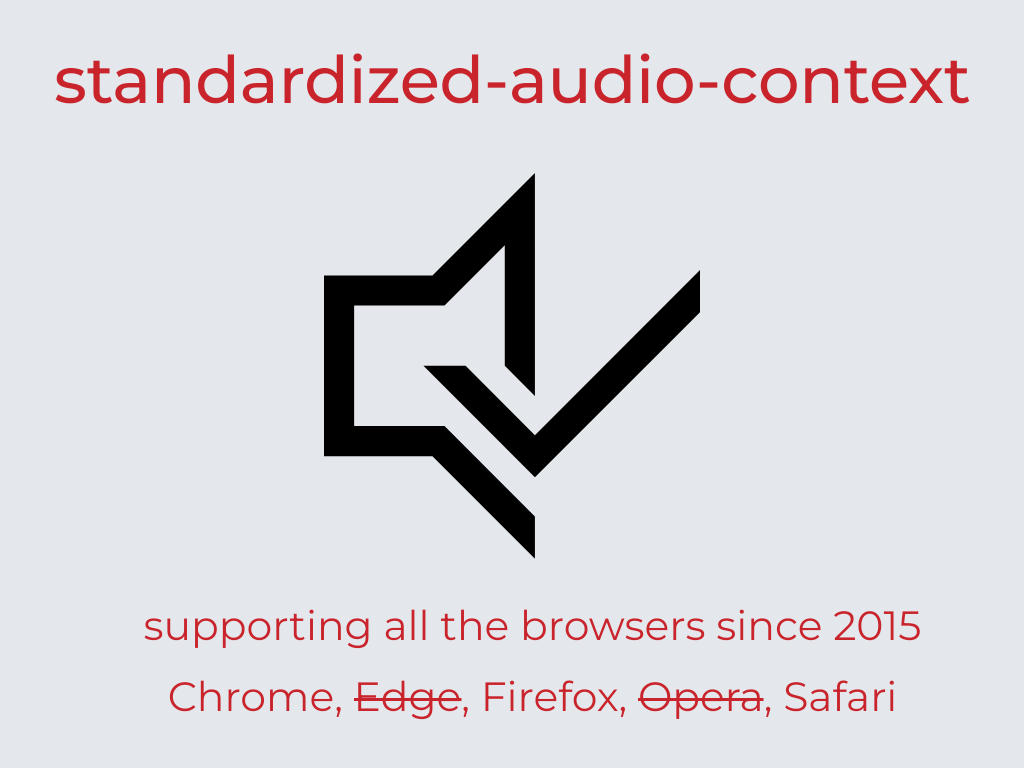 standardized-audio-context
supporting all the browsers since 2015
Chrome, Edge, Firefox, Opera, Safari